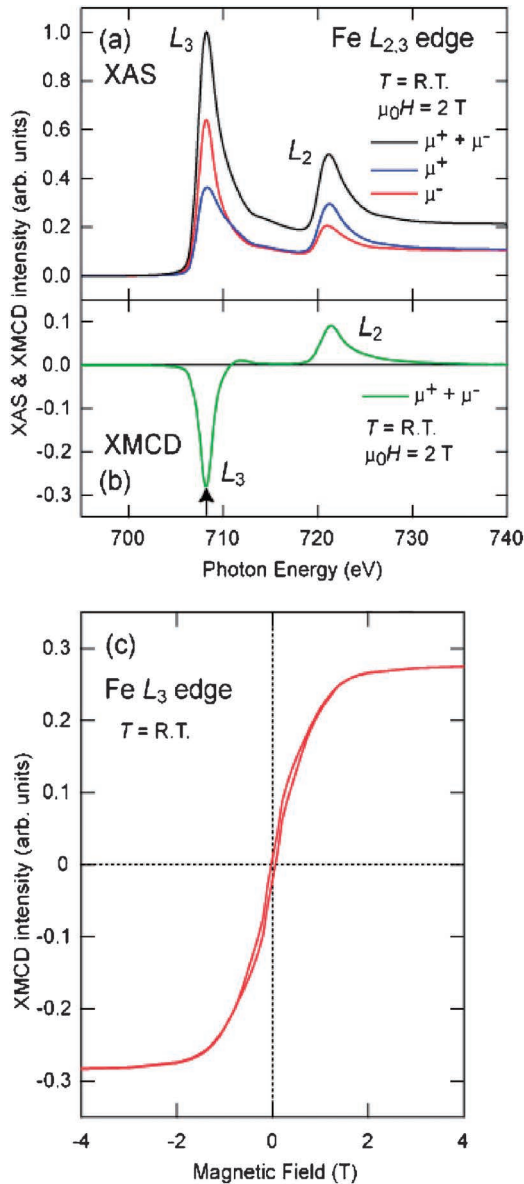 (a)
XAS
L3
L2
Fe L2,3 edge
T = R.T.
μ0H = 2 T
μ+ + μ-
μ+
μ-
1.0
0.8
0.6
0.4
0.2
0.0
XAS & XMCD intensity (arb. units)
0.1
0.0
-0.1
-0.2
-0.3
L2
μ+ + μ-
T = R.T.
μ0H = 2 T
XMCD
(b)
L3
700 710 720 730 740
Photon Energy (eV)
(c)
Fe L3 edge
T = R.T.
XMCD intensity (arb. units)
0.3
0.2
0.1
0
-0.1
-0.2
-0.3
-4 -2 0 2 4
Magnetic Field (T)